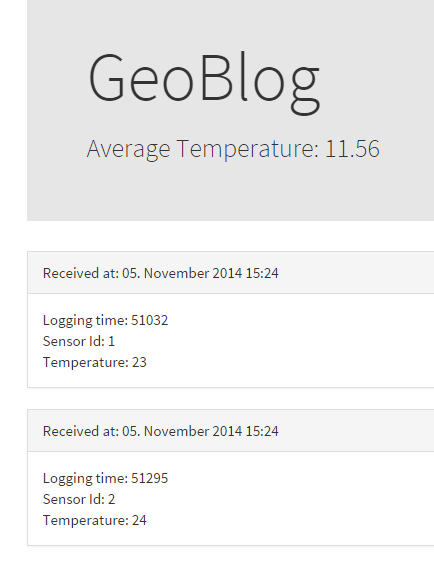 GeoBlog
Average Temperature: 11.56
Received at: 05. November 2014 15:24
Logging time: 51032
Sensor Id: 1
Temperature: 23
Received at: 05. November 2014 15:24
Logging time: 51295
Sensor Id: 2
Temperature: 24